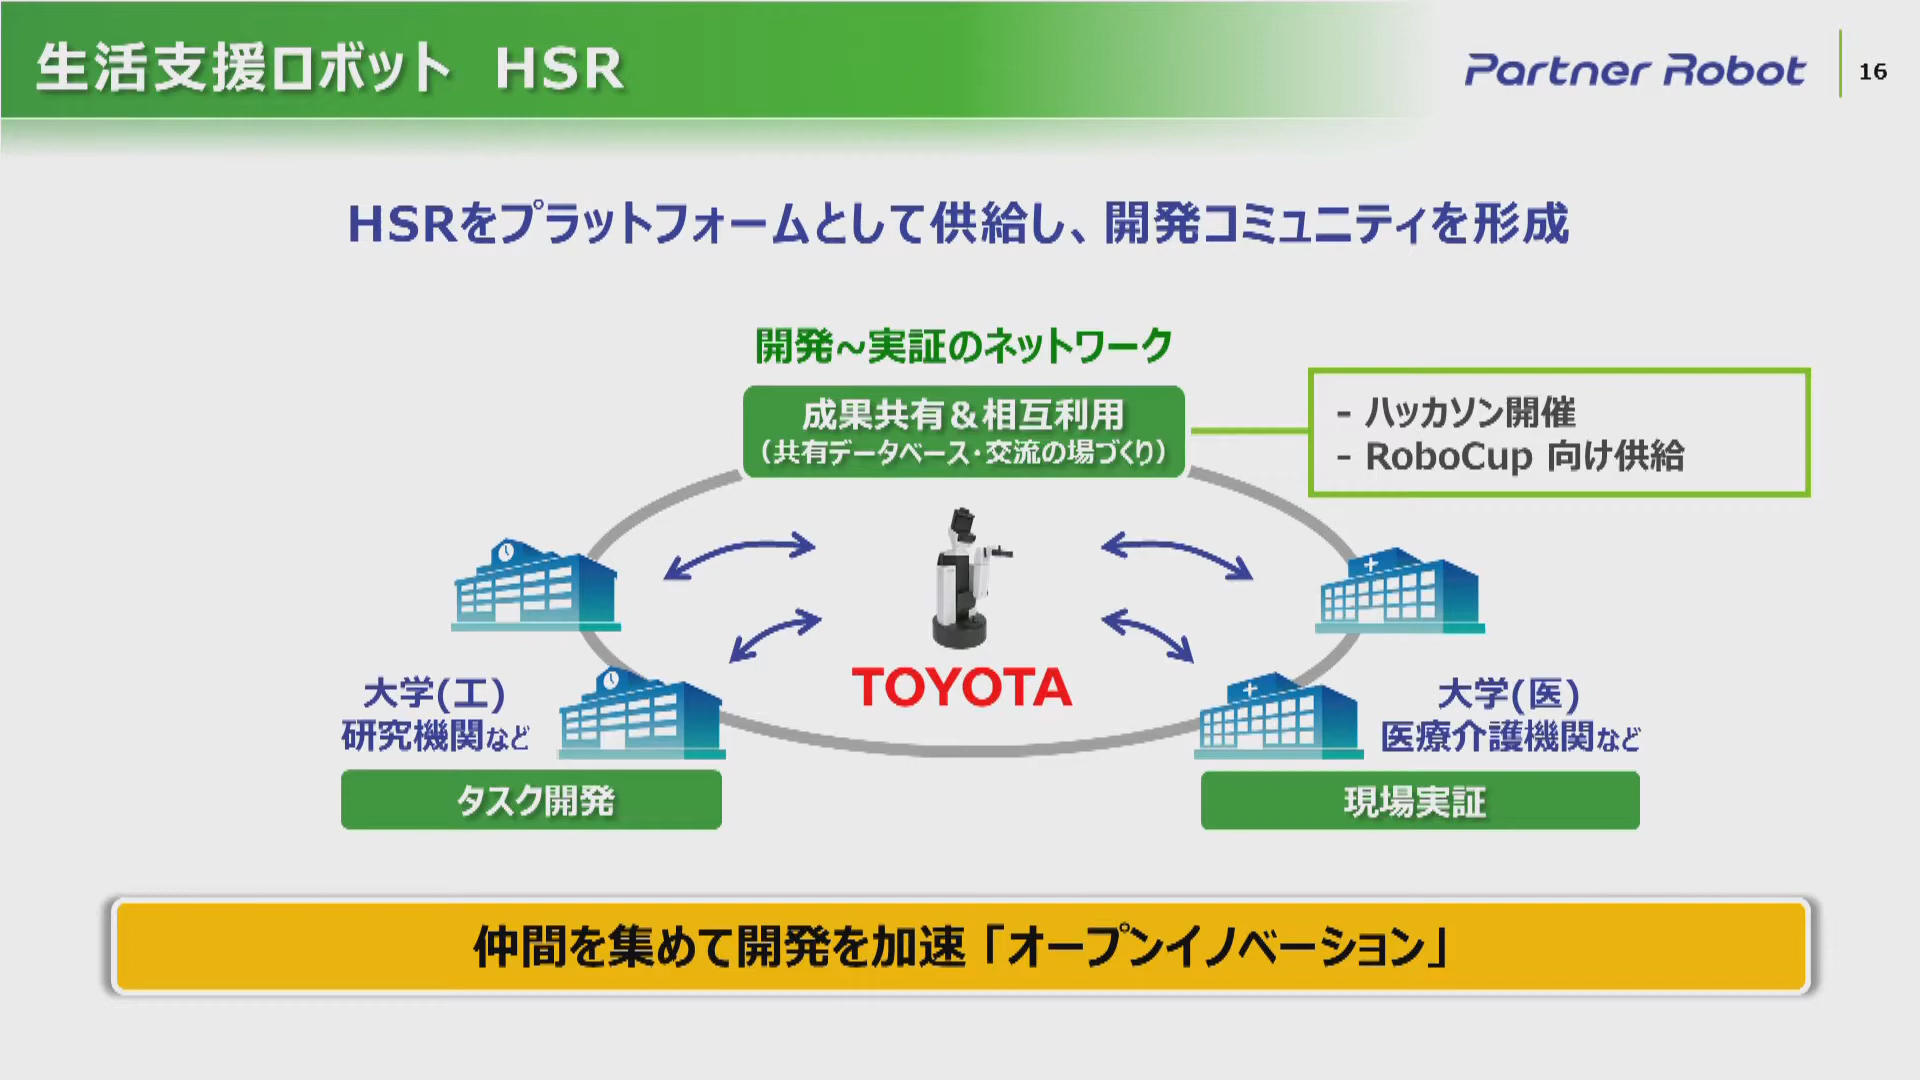 生活支援ロボット HSR
Partner Robot
16
HSRをプラットフォームとして供給し、開発コミュニティを形成
開発~実証のネットワーク
成果共有&相互利用
(共有データベース・交流の場づくり)
- ハッカソン開催
- RoboCup 向け供給
TOYOTA
大学(工)
研究機関など
タスク開発
大学(医)
医療介護機関など
現場実証
仲間を集めて開発を加速「オープンイノベーション」